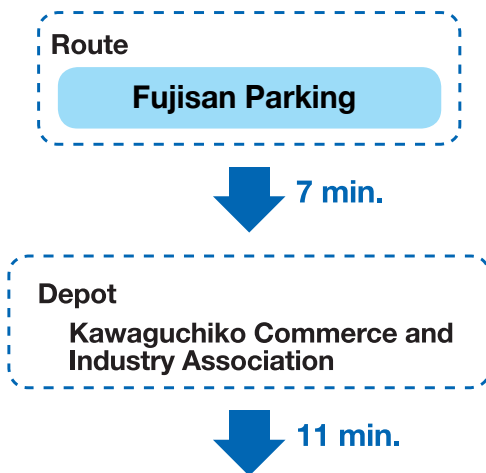 Route
Fujisan Parking
7 min.
Depot
Kawaguchiko Commerce and
Industry Association
11 min.